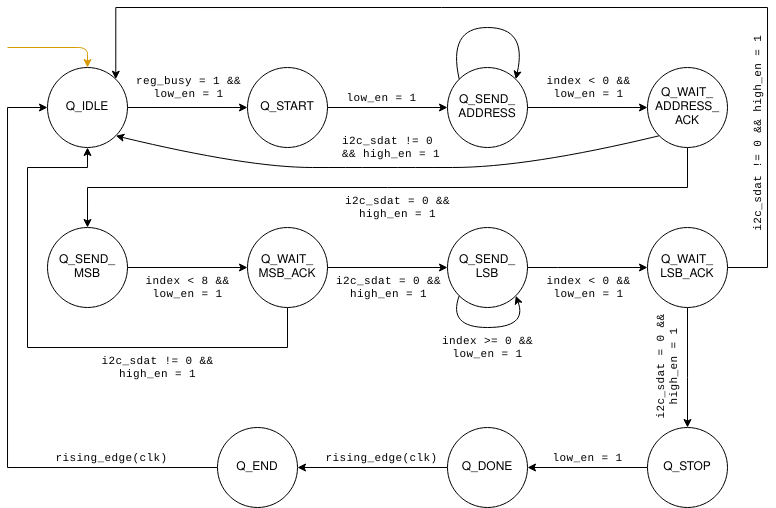 reg_busy = 1 &&
low_en = 1
low_en = 1
index < 0 &&
low_en = 1
Q_IDLE
Q_START
Q_SEND_
ADDRESS
Q_WAIT_
ADDRESS_
ACK
i2c_sdat != 0 && high_en = 1
i2c_sdat != 0
&& high_en = 1
i2c_sdat = 0 &&
high_en = 1
Q_SEND_
MSB
Q_WAIT_
MSB_ACK
Q_SEND_
LSB
Q_WAIT_
LSB_ACK
index < 8 &&
low_en = 1
i2c_sdat = 0 &&
high_en = 1
index < 0 &&
low_en = 1
index >= 0 &&
low_en = 1
i2c_sdat != 0 &&
high_en = 1
i2c_sdat = 0 &&
high_en = 1
rising_edge(clk)
rising_edge(clk)
low_en = 1
Q_END
Q_DONE
Q_STOP